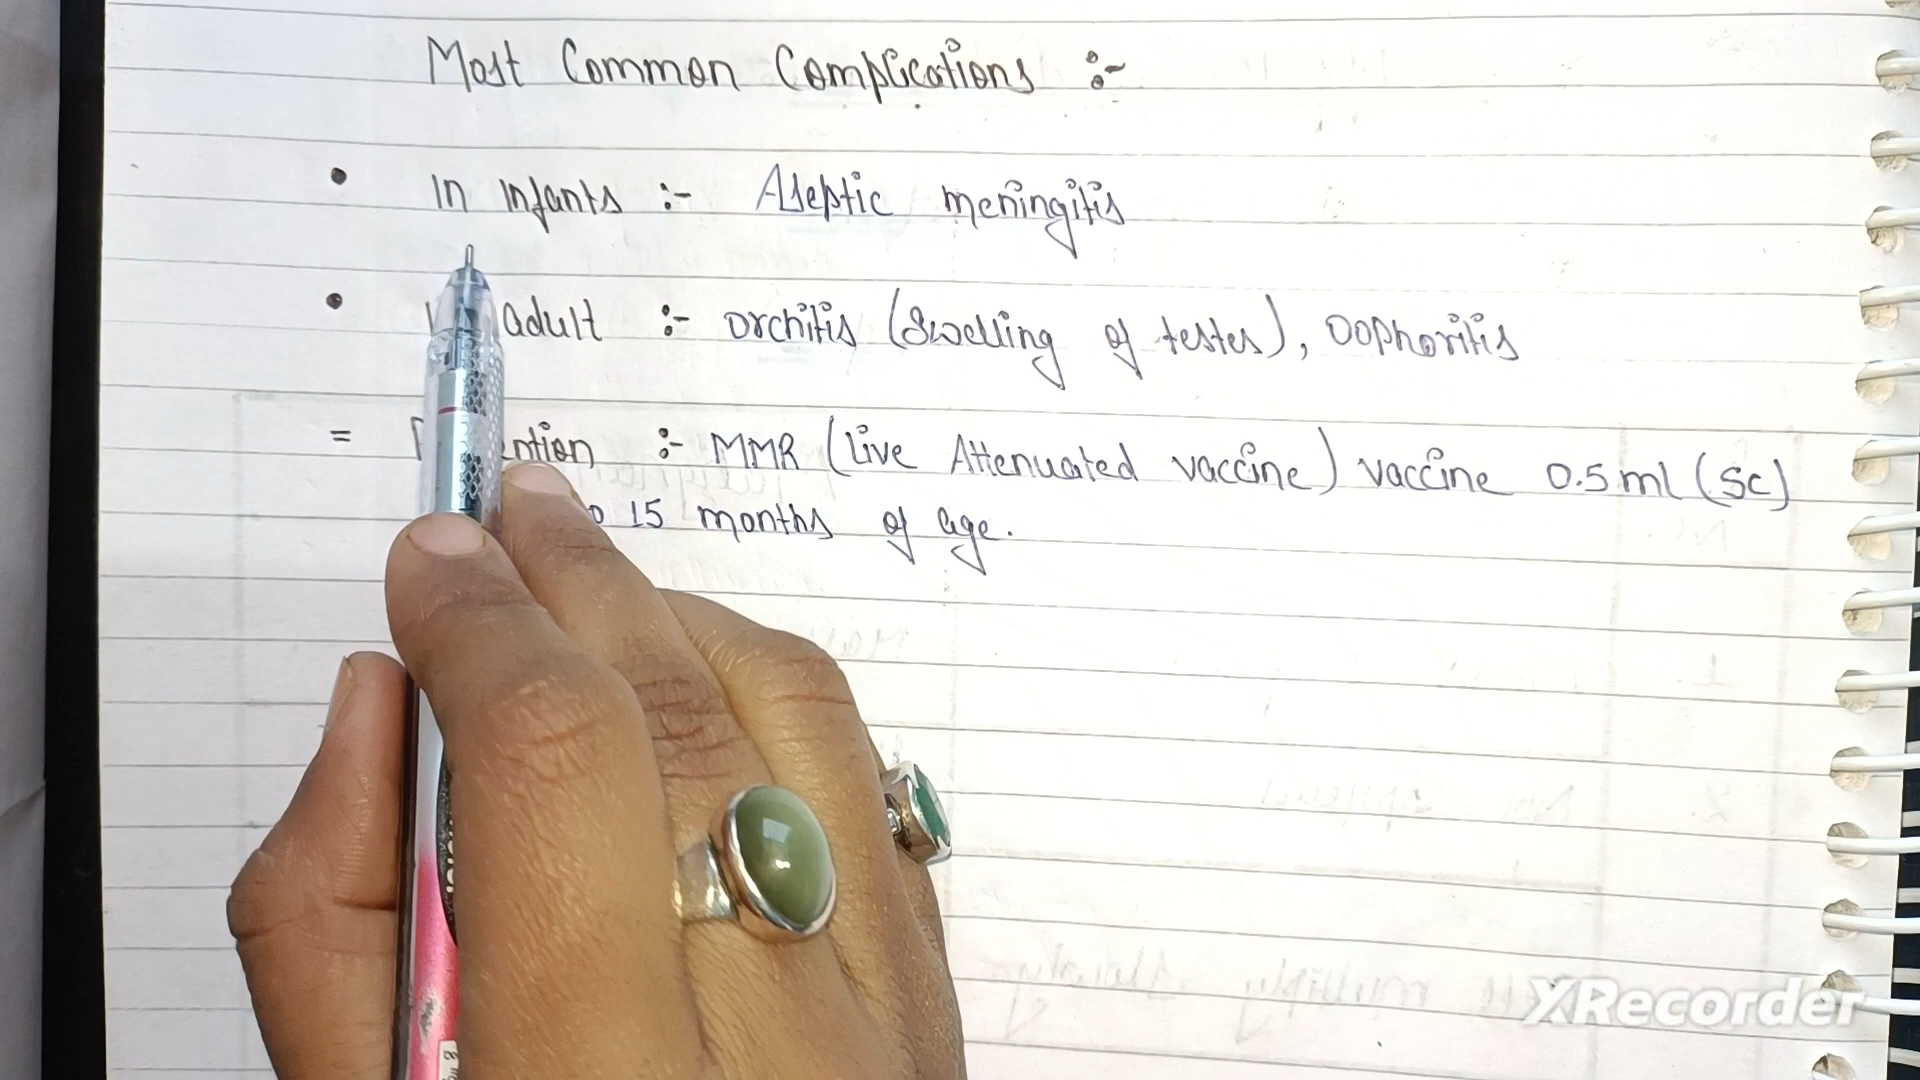 Most Common Complications :-
• In Infants :- Aseptic meningitis
• adult :- orchitis (Swelling of testes), oophoritis
= :- MMR (Live Attenuated vaccine) vaccine 0.5 ml (SC)
15 months of age.
XRecorder